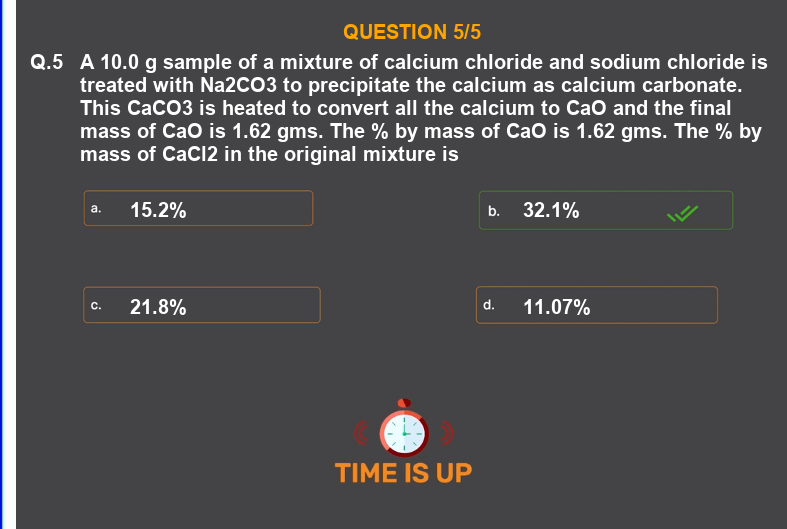 QUESTION 5/5
Q.5 A 10.0 g sample of a mixture of calcium chloride and sodium chloride is
treated with Na2CO3 to precipitate the calcium as calcium carbonate.
This CaCO3 is heated to convert all the calcium to CaO and the final
mass of CaO is 1.62 gms. The % by mass of CaO is 1.62 gms. The % by
mass of CaCl2 in the original mixture is
a. 15.2%
b. 32.1%
c. 21.8%
d. 11.07%
TIME IS UP